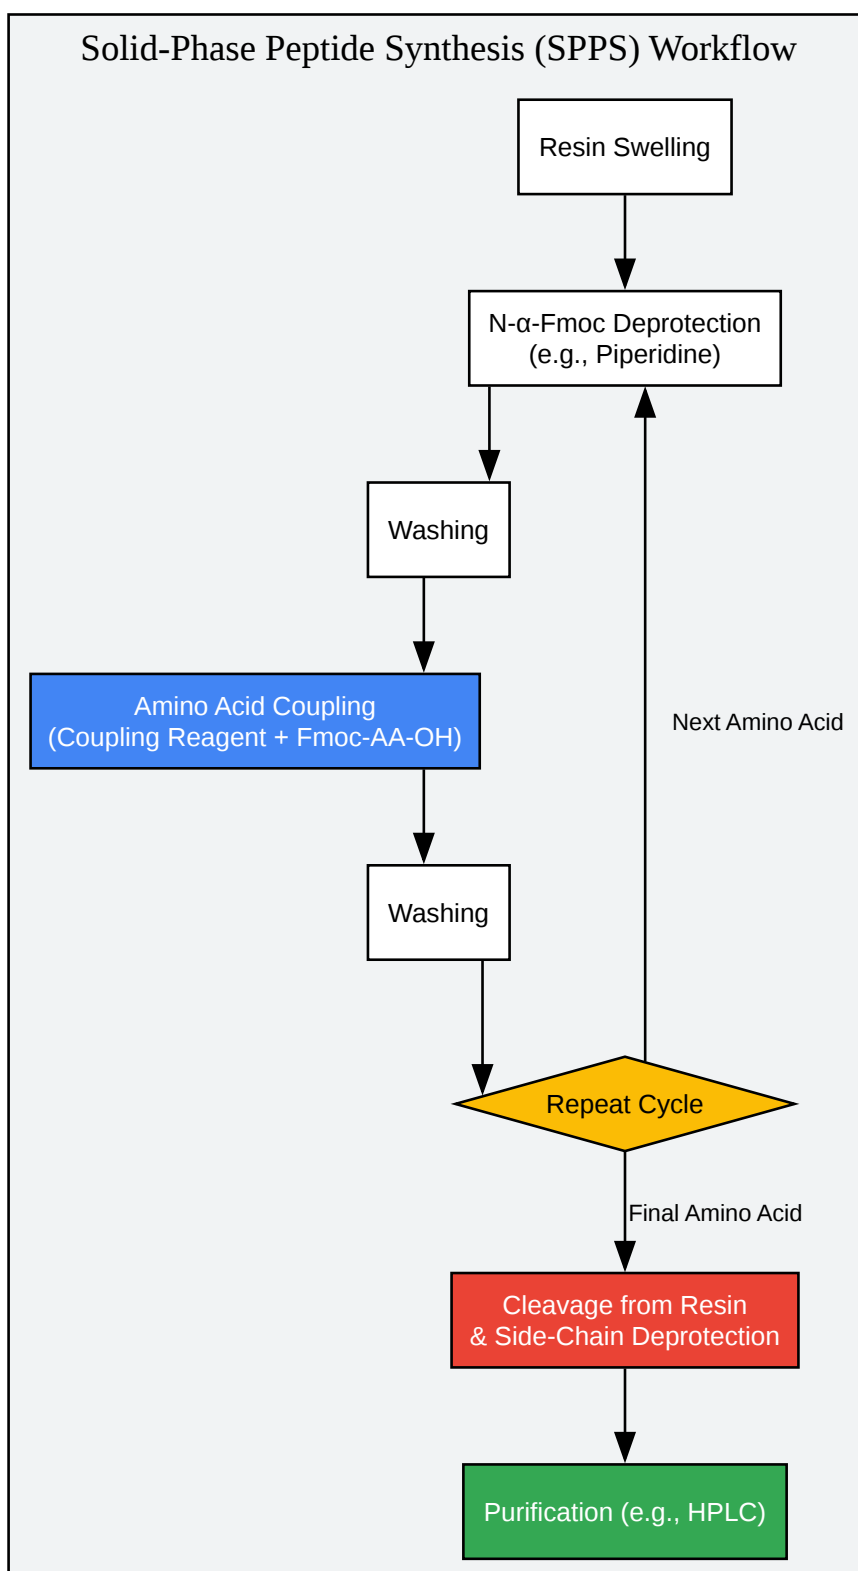 Solid-Phase Peptide Synthesis (SPPS) Workflow
Resin Swelling
N-α-Fmoc Deprotection
(e.g., Piperidine)
Washing
Amino Acid Coupling
(Coupling Reagent + Fmoc-AA-OH)
Next Amino Acid
Washing
Repeat Cycle
Final Amino Acid
Cleavage from Resin
& Side-Chain Deprotection
Purification (e.g., HPLC)